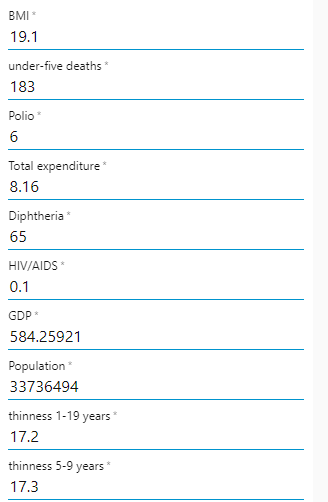 BMI *
19.1
under-five deaths *
183
Polio *
6
Total expenditure *
8.16
Diphtheria *
65
HIV/AIDS *
0.1
GDP *
584.25921
Population *
33736494
thinness 1-19 years *
17.2
thinness 5-9 years *
17.3